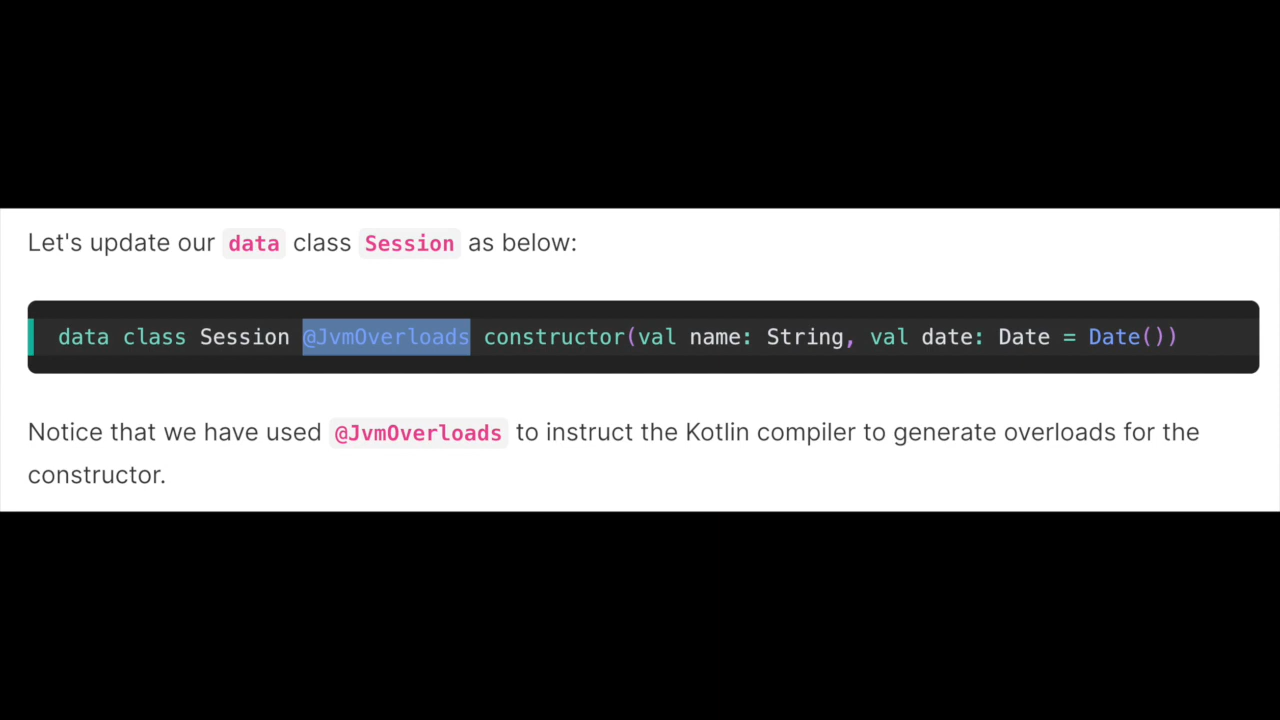 Let's update our data class Session as below:
data class Session @JvmOverloads constructor(val name: String, val date: Date = Date())
Notice that we have used @JvmOverloads to instruct the Kotlin compiler to generate overloads for the
constructor.